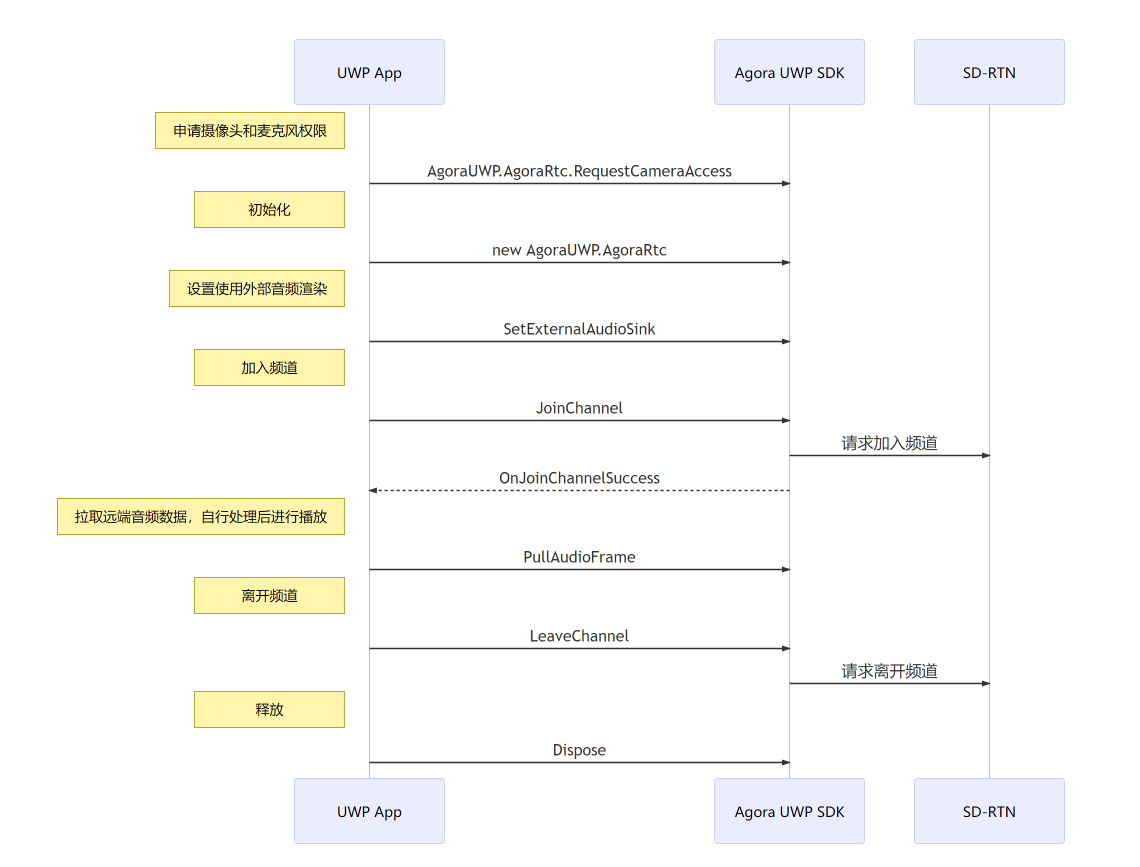 UWP App
Agora UWP SDK
SD-RTN
申请摄像头和麦克风权限
AgoraUWP.AgoraRtc.RequestCameraAccess
初始化
new AgoraUWP.AgoraRtc
设置使用外部音频渲染
SetExternalAudioSink
加入频道
JoinChannel
请求加入频道
OnJoinChannelSuccess
拉取远端音频数据，自行处理后进行播放
PullAudioFrame
离开频道
LeaveChannel
请求离开频道
释放
Dispose
UWP App
Agora UWP SDK
SD-RTN